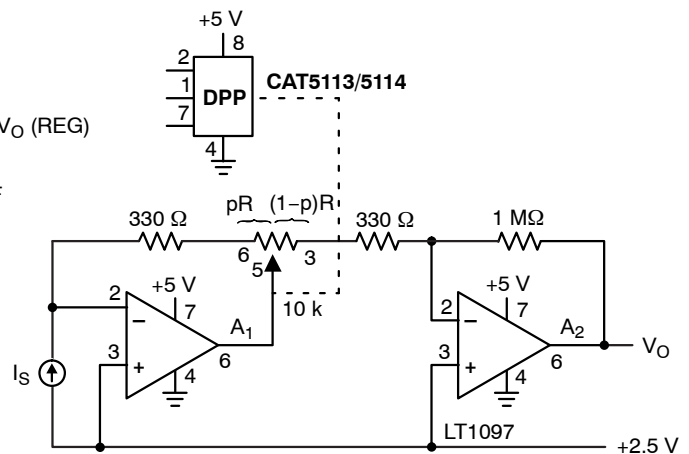 +5 V
8
2
1
7
DPP
CAT5113/5114
V_O (REG)
4
pR
(1−p)R
330 Ω
330 Ω
1 MΩ
6
5
3
10 k
+5 V
7
2
−
3
+
A_1
6
4
+5 V
7
2
−
3
+
A_2
6
4
V_O
I_S
LT1097
+2.5 V